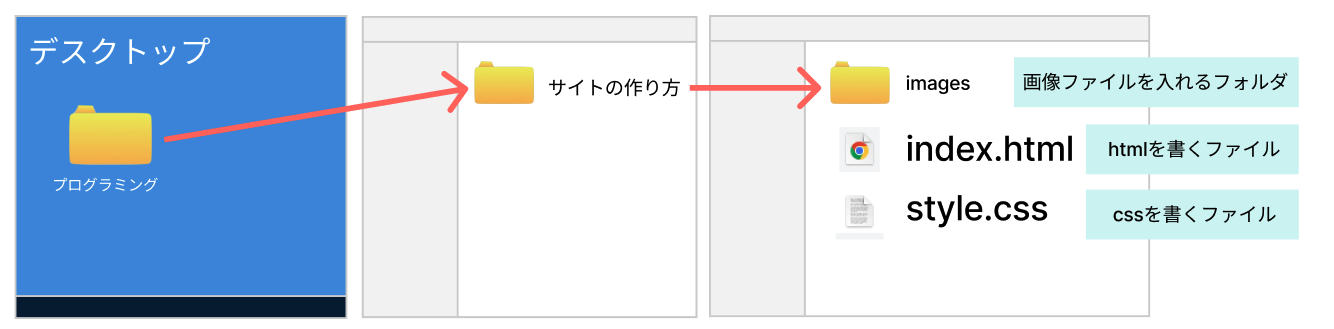 デスクトップ
プログラミング
サイトの作り方
images
画像ファイルを入れるフォルダ
index.html
htmlを書くファイル
style.css
cssを書くファイル